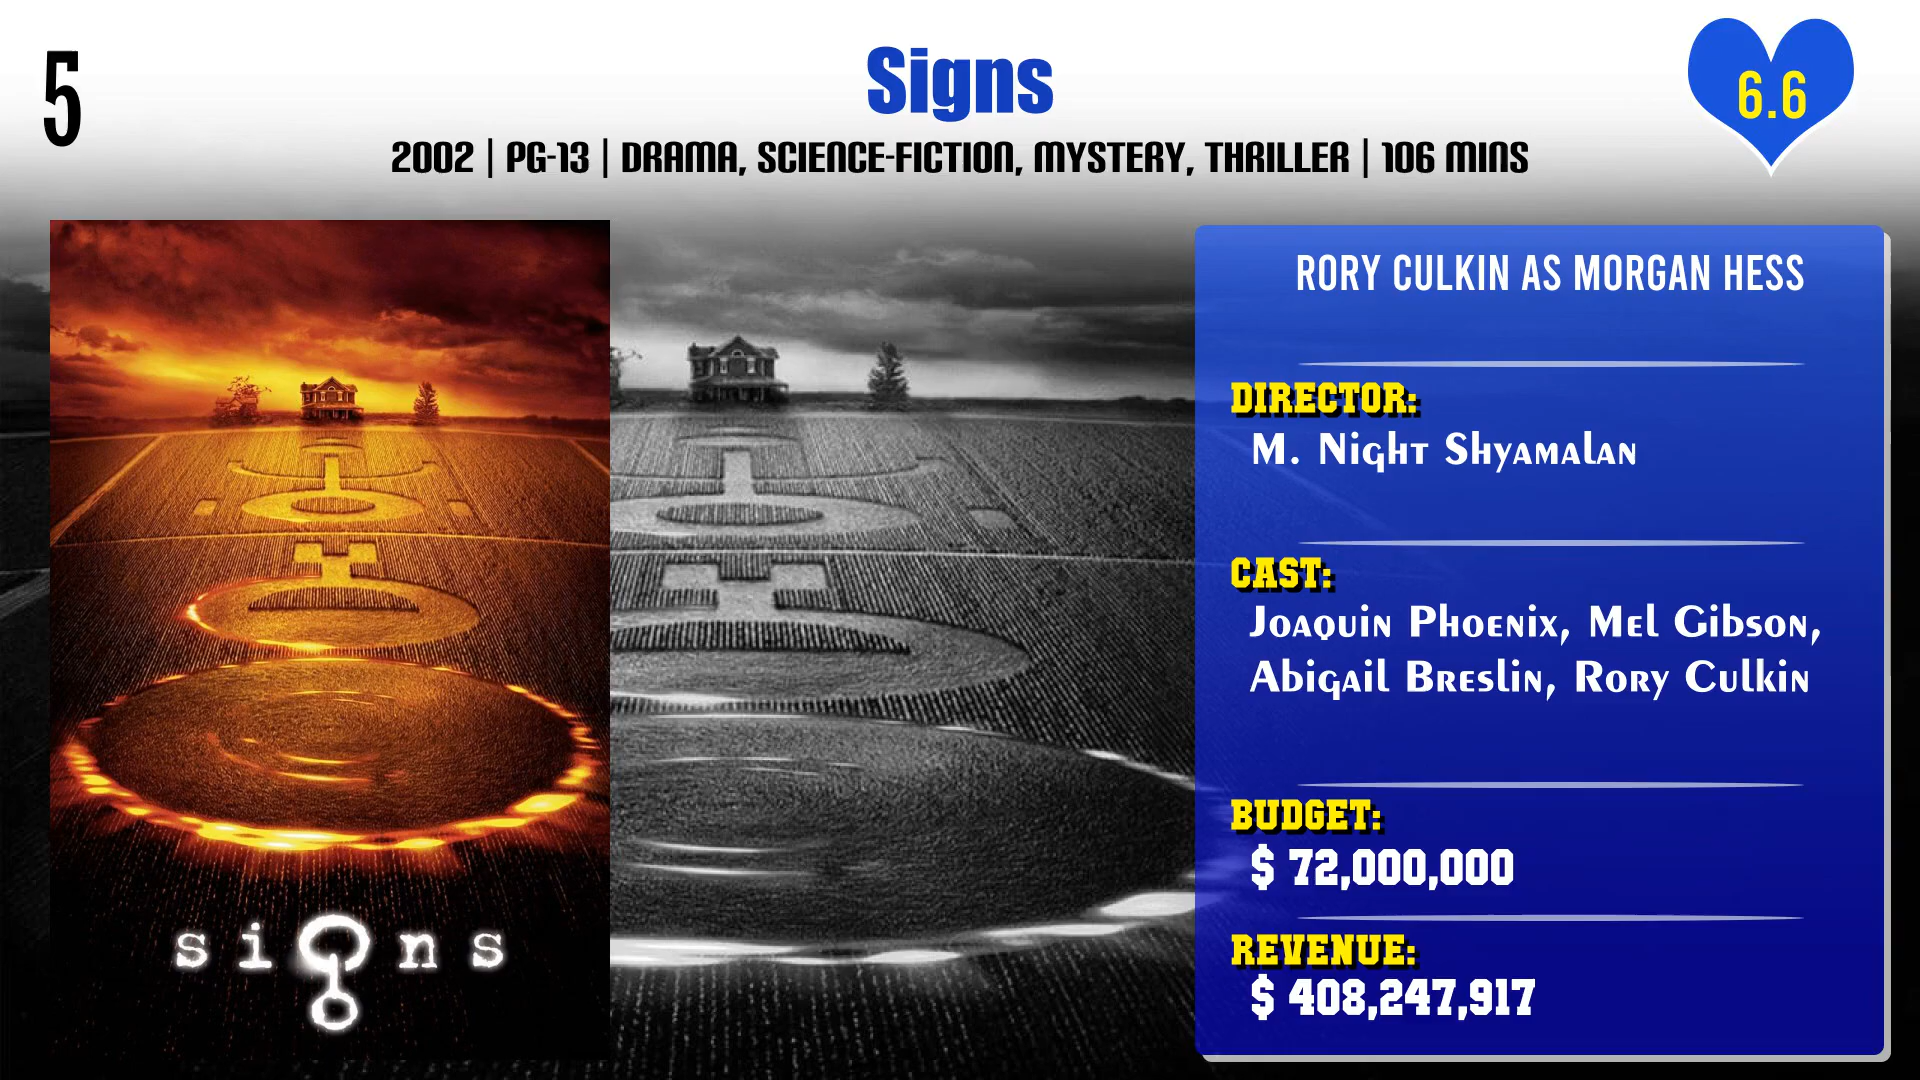 5
Signs
6.6
2002 | PG-13 | DRAMA, SCIENCE-FICTION, MYSTERY, THRILLER | 106 MINS
RORY CULKIN AS MORGAN HESS
DIRECTOR:
M. Night Shyamalan
CAST:
Joaquin Phoenix, Mel Gibson,
Abigail Breslin, Rory Culkin
BUDGET:
$ 72,000,000
REVENUE:
$ 408,247,917
signs